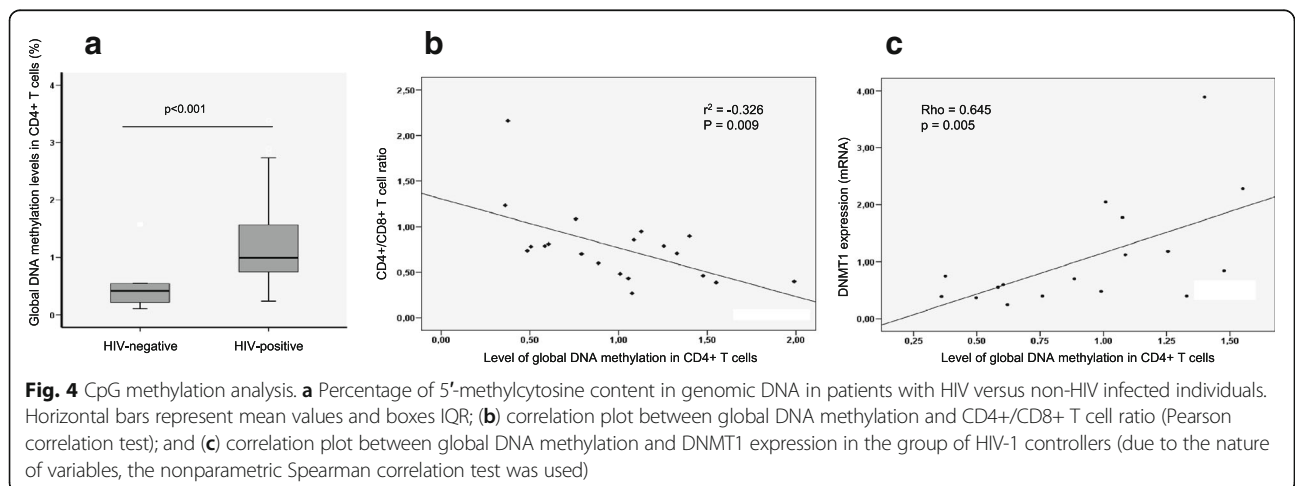 a
Global DNA methylation levels in CD4+ T cells (%)
4
3
2
1
0
p<0.001
HIV-negative
HIV-positive
b
CD4+/CD8+ T cell ratio
2,50
2,00
1,50
1,00
0,50
0,00
r² = -0.326
P = 0.009
0,00 0,50 1,00 1,50 2,00
Level of global DNA methylation in CD4+ T cells
c
DNMT1 expression (mRNA)
4,00
3,00
2,00
1,00
0,00
Rho = 0.645
p = 0.005
0,25 0,50 0,75 1,00 1,25 1,50
Level of global DNA methylation in CD4+ T cells
Fig. 4 CpG methylation analysis. a Percentage of 5′-methylcytosine content in genomic DNA in patients with HIV versus non-HIV infected individuals.
Horizontal bars represent mean values and boxes IQR; (b) correlation plot between global DNA methylation and CD4+/CD8+ T cell ratio (Pearson
correlation test); and (c) correlation plot between global DNA methylation and DNMT1 expression in the group of HIV-1 controllers (due to the nature
of variables, the nonparametric Spearman correlation test was used)